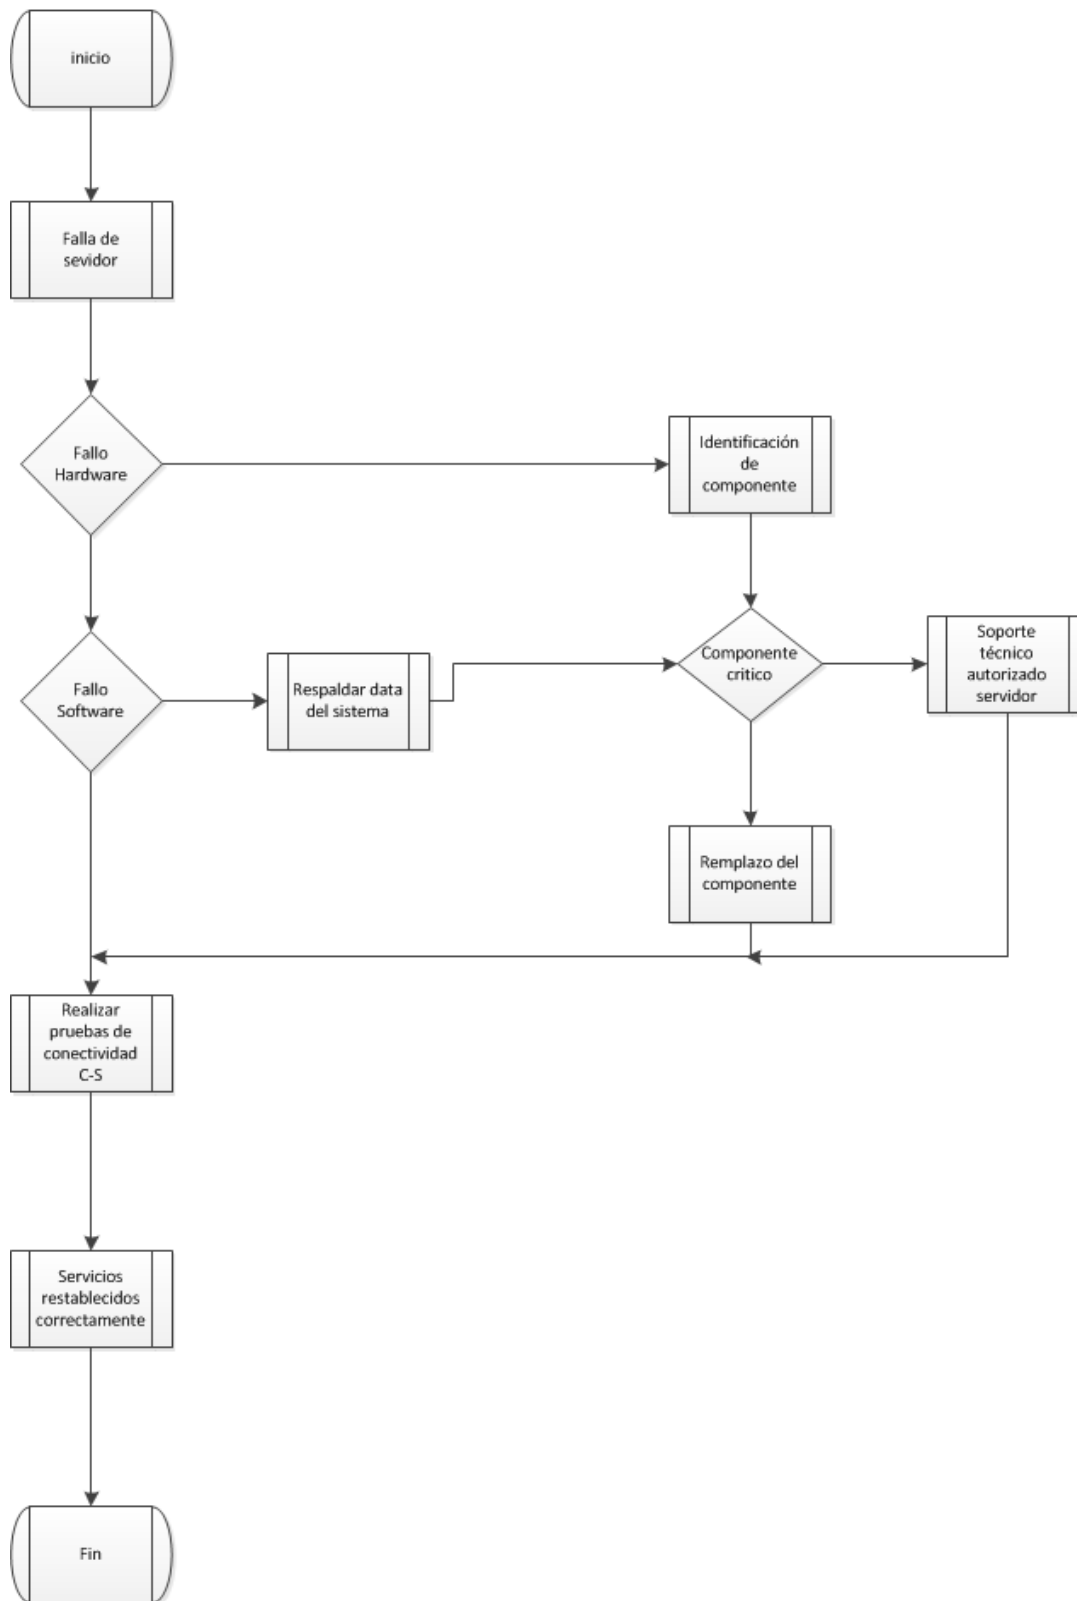 inicio
Falla de
sevidor
Fallo
Hardware
Identificación
de
componente
Fallo
Software
Respaldar data
del sistema
Componente
critico
Soporte
técnico
autorizado
servidor
Remplazo del
componente
Realizar
pruebas de
conectividad
C-S
Servicios
restablecidos
correctamente
Fin